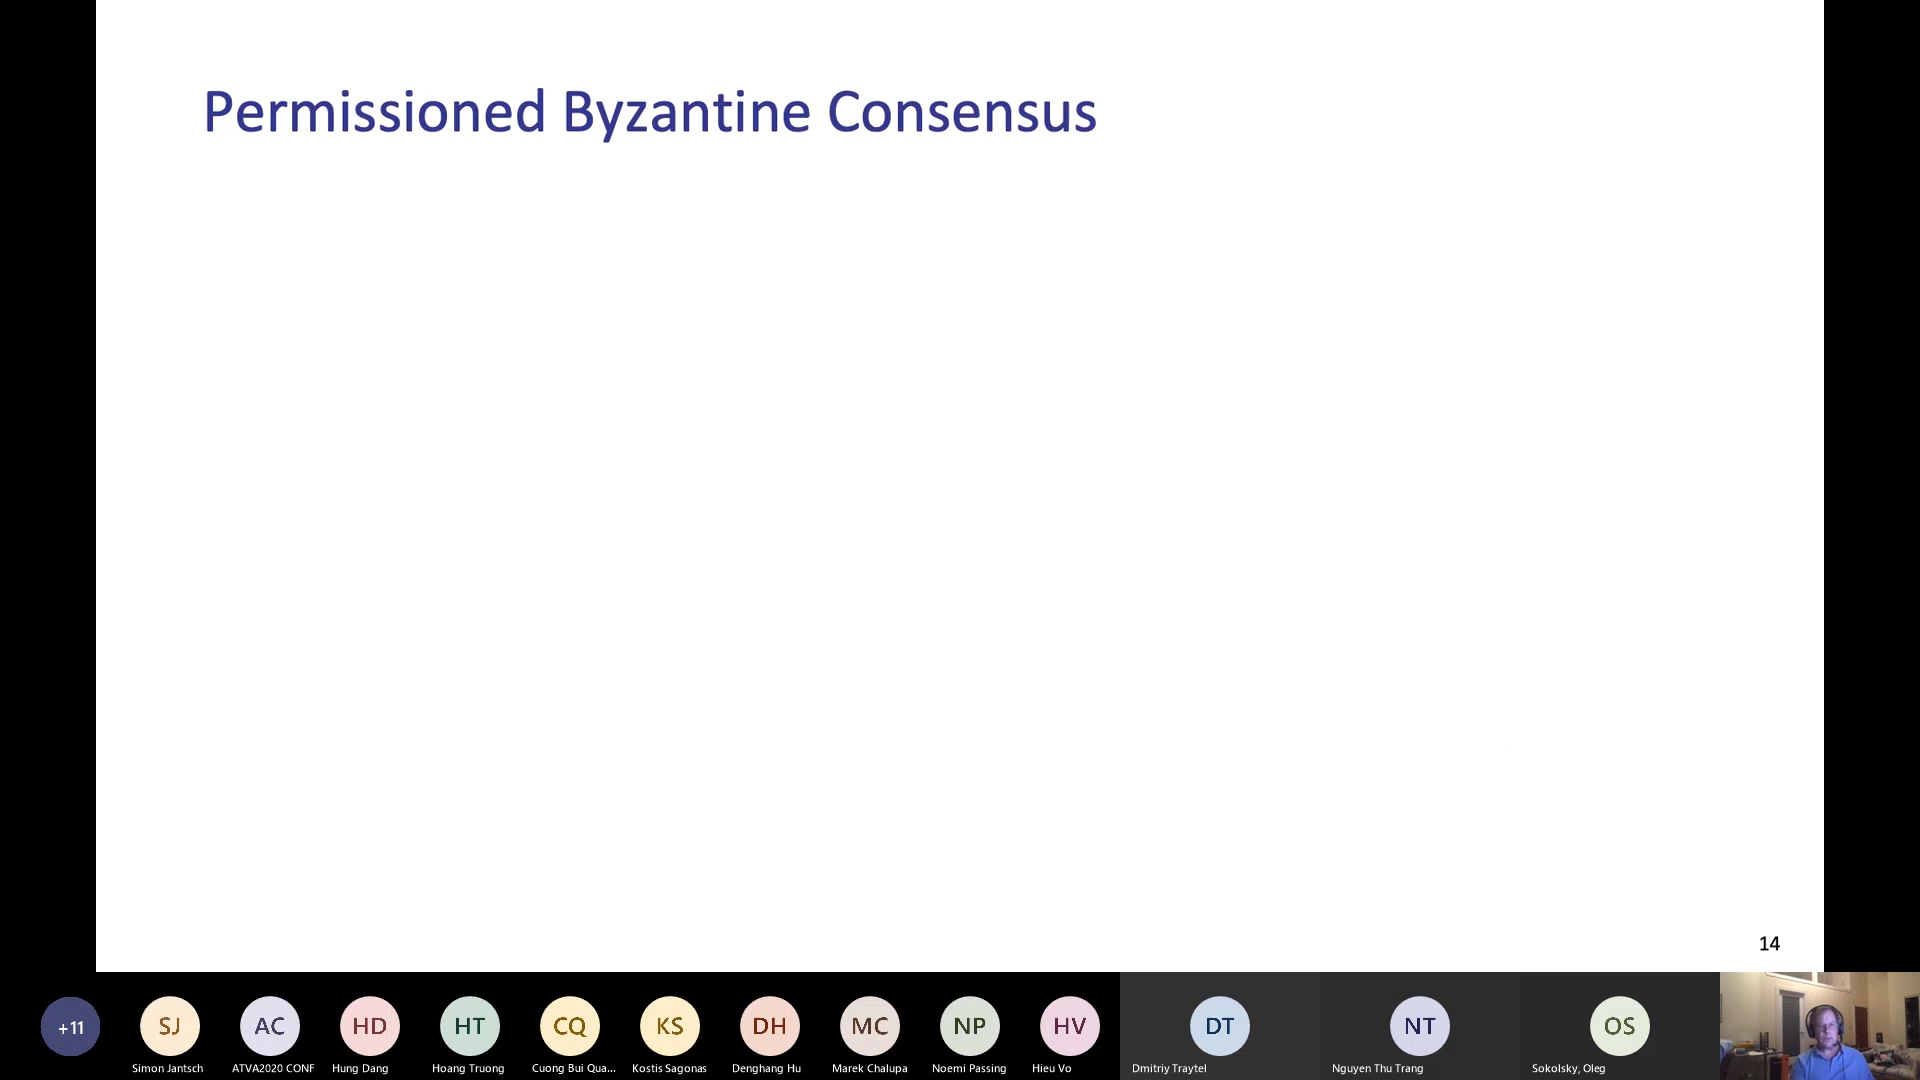 Permissioned Byzantine Consensus
14
+11
SJ
AC
HD
HT
CQ
KS
DH
MC
NP
HV
DT
NT
OS
Simon Jantsch
ATVA2020 CONF
Hung Dang
Hoang Truong
Cuong Bui Qua...
Kostis Sagonas
Denghang Hu
Marek Chalupa
Noemi Passing
Hieu Vo
Dmitriy Traytel
Nguyen Thu Trang
Sokolsky, Oleg